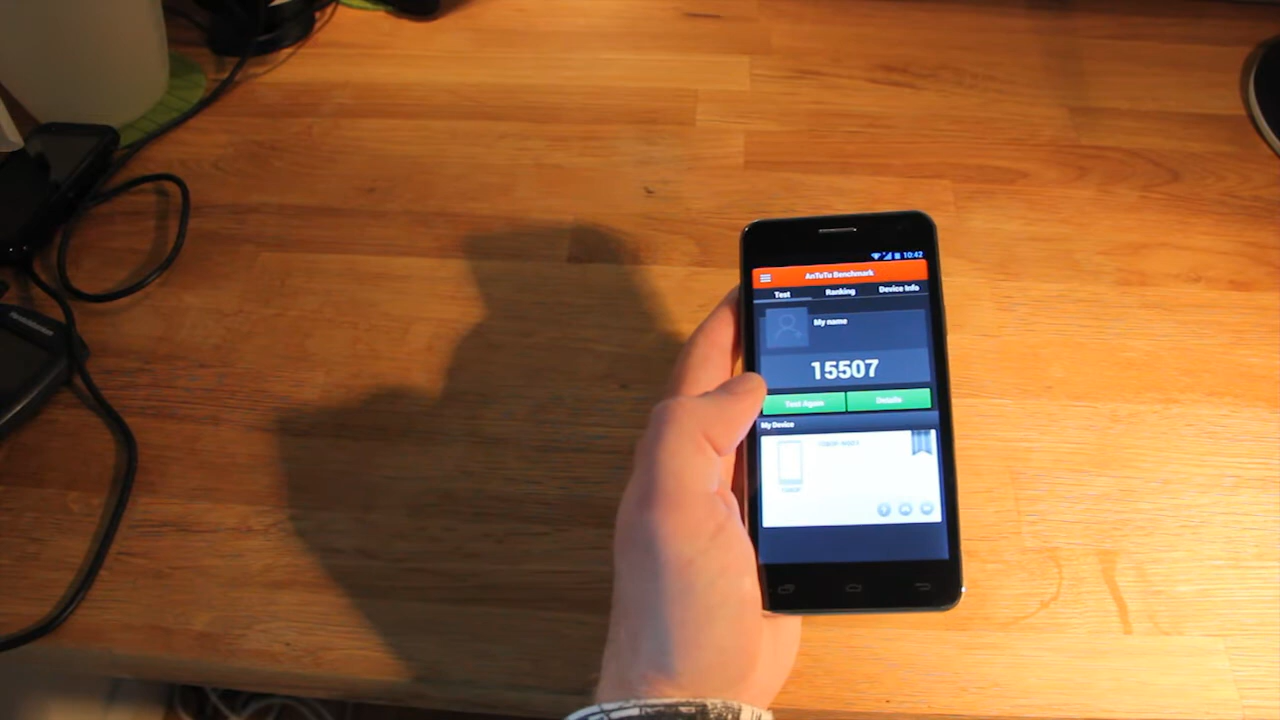 10:42
AnTuTu Benchmark
Test Ranking Device Info
My name
15507
Test Again Details
My Device